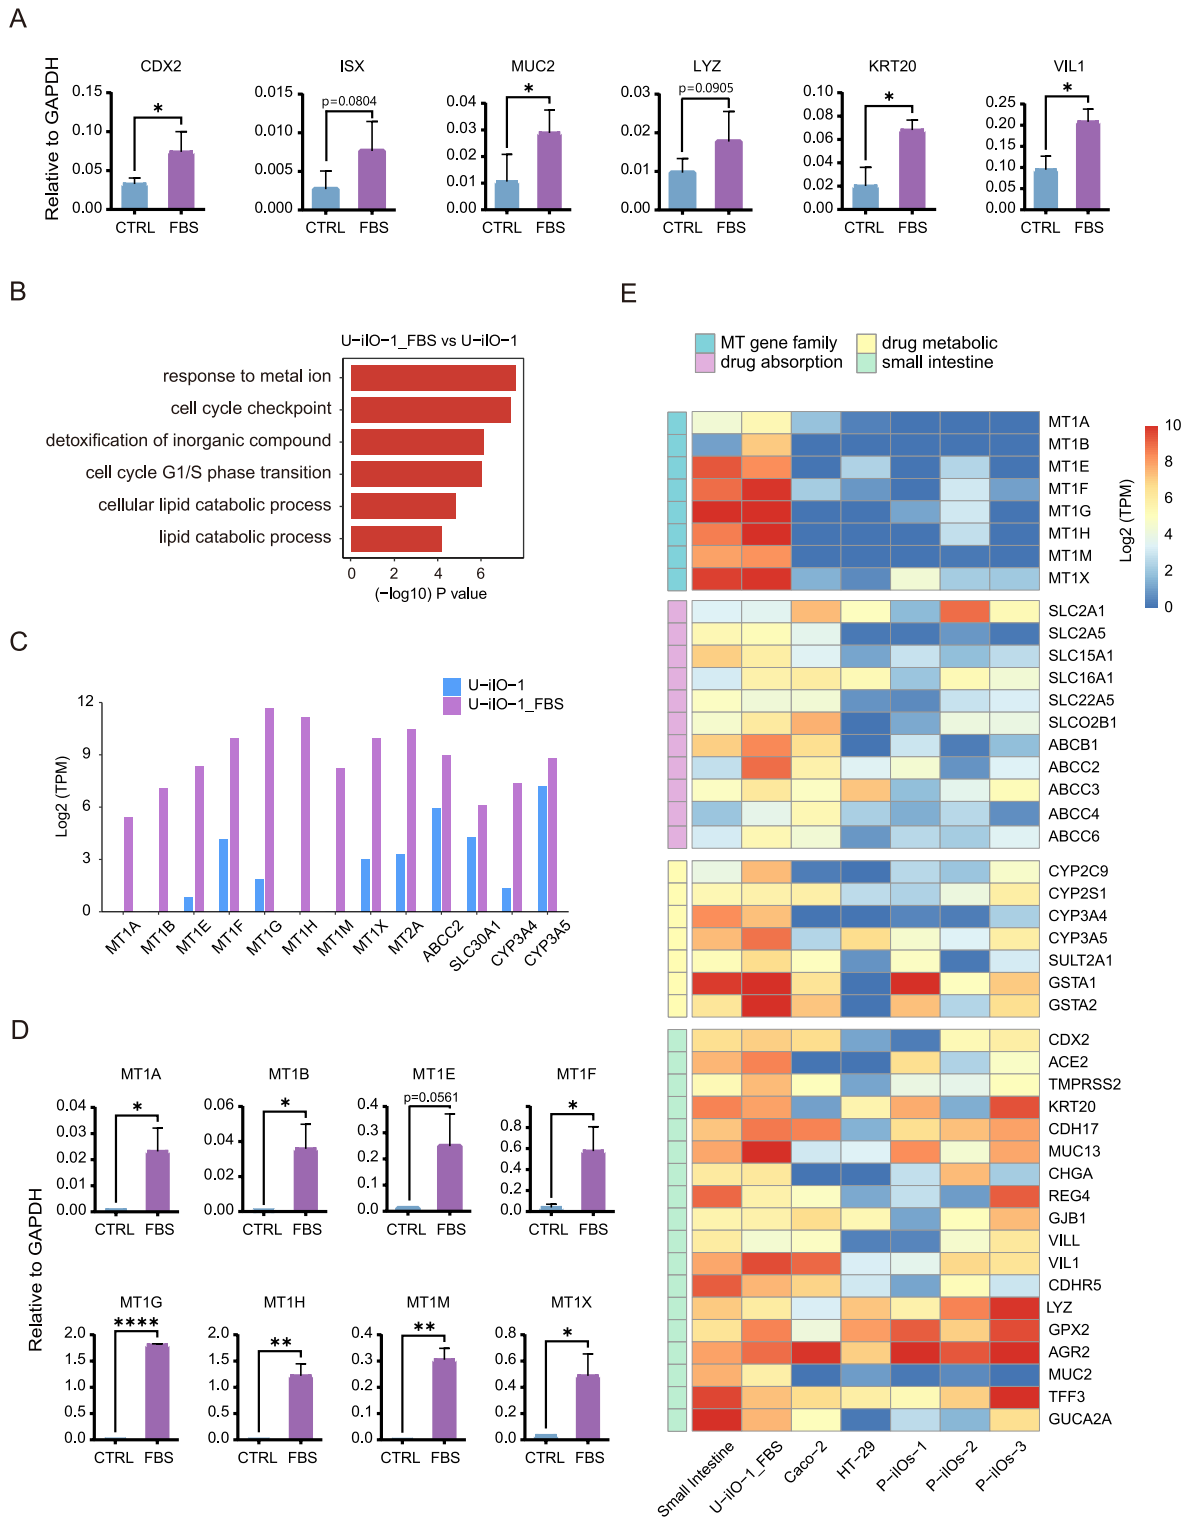 A
Relative to GAPDH
CDX2
*
0.15
0.10
0.05
0.00
CTRL FBS
ISX
p=0.0804
0.015
0.010
0.005
0.000
CTRL FBS
MUC2
*
0.04
0.03
0.02
0.01
0.00
CTRL FBS
LYZ
p=0.0905
0.03
0.02
0.01
0.00
CTRL FBS
KRT20
*
0.10
0.08
0.06
0.04
0.02
0.00
CTRL FBS
VIL1
*
0.25
0.20
0.15
0.10
0.05
0.00
CTRL FBS
B
U-iIO-1_FBS vs U-iIO-1
response to metal ion
cell cycle checkpoint
detoxification of inorganic compound
cell cycle G1/S phase transition
cellular lipid catabolic process
lipid catabolic process
0 2 4 6
(-log10) P value
C
U-iIO-1
U-iIO-1_FBS
Log2 (TPM)
12
9
6
3
0
MT1A MT1B MT1E MT1F MT1G MT1H MT1M MT1X MT2A ABCC2 SLC30A1 CYP3A4 CYP3A5
D
Relative to GAPDH
MT1A
*
0.04
0.03
0.02
0.01
0.00
CTRL FBS
MT1B
*
0.06
0.04
0.02
0.00
CTRL FBS
MT1E
p=0.0561
0.4
0.3
0.2
0.1
0.0
CTRL FBS
MT1F
*
1.0
0.8
0.6
0.4
0.2
0.0
CTRL FBS
MT1G
****
2.0
1.5
1.0
0.5
0.0
CTRL FBS
MT1H
**
2.0
1.5
1.0
0.5
0.0
CTRL FBS
MT1M
**
0.4
0.3
0.2
0.1
0.0
CTRL FBS
MT1X
*
0.8
0.6
0.4
0.2
0.0
CTRL FBS
E
MT gene family
drug metabolic
drug absorption
small intestine
MT1A
MT1B
MT1E
MT1F
MT1G
MT1H
MT1M
MT1X
SLC2A1
SLC2A5
SLC15A1
SLC16A1
SLC22A5
SLCO2B1
ABCB1
ABCC2
ABCC3
ABCC4
ABCC6
CYP2C9
CYP2S1
CYP3A4
CYP3A5
SULT2A1
GSTA1
GSTA2
CDX2
ACE2
TMPRSS2
KRT20
CDH17
MUC13
CHGA
REG4
GJB1
VILL
VIL1
CDHR5
LYZ
GPX2
AGR2
MUC2
TFF3
GUCA2A
Small Intestine U-iIO-1_FBS Caco-2 HT-29 P-iIOs-1 P-iIOs-2 P-iIOs-3
Log2 (TPM)
10
8
6
4
2
0